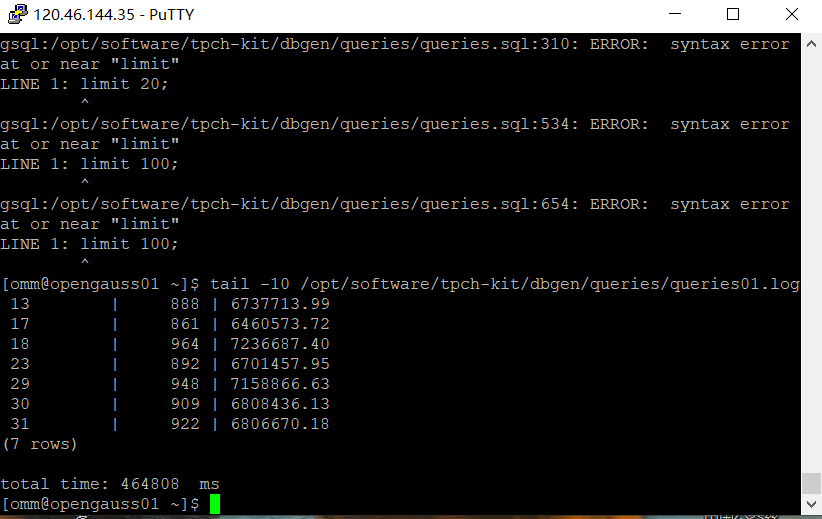 120.46.144.35 - PuTTY
gsql:/opt/software/tpch-kit/dbgen/queries/queries.sql:310: ERROR:  syntax error
at or near "limit"
LINE 1: limit 20;
        ^
gsql:/opt/software/tpch-kit/dbgen/queries/queries.sql:534: ERROR:  syntax error
at or near "limit"
LINE 1: limit 100;
        ^
gsql:/opt/software/tpch-kit/dbgen/queries/queries.sql:654: ERROR:  syntax error
at or near "limit"
LINE 1: limit 100;
        ^
[omm@opengauss01 ~]$ tail -10 /opt/software/tpch-kit/dbgen/queries/queries01.log
 13        |     888 | 6737713.99
 17        |     861 | 6460573.72
 18        |     964 | 7236687.40
 23        |     892 | 6701457.95
 29        |     948 | 7158866.63
 30        |     909 | 6808436.13
 31        |     922 | 6806670.18
(7 rows)
total time: 464808  ms
[omm@opengauss01 ~]$